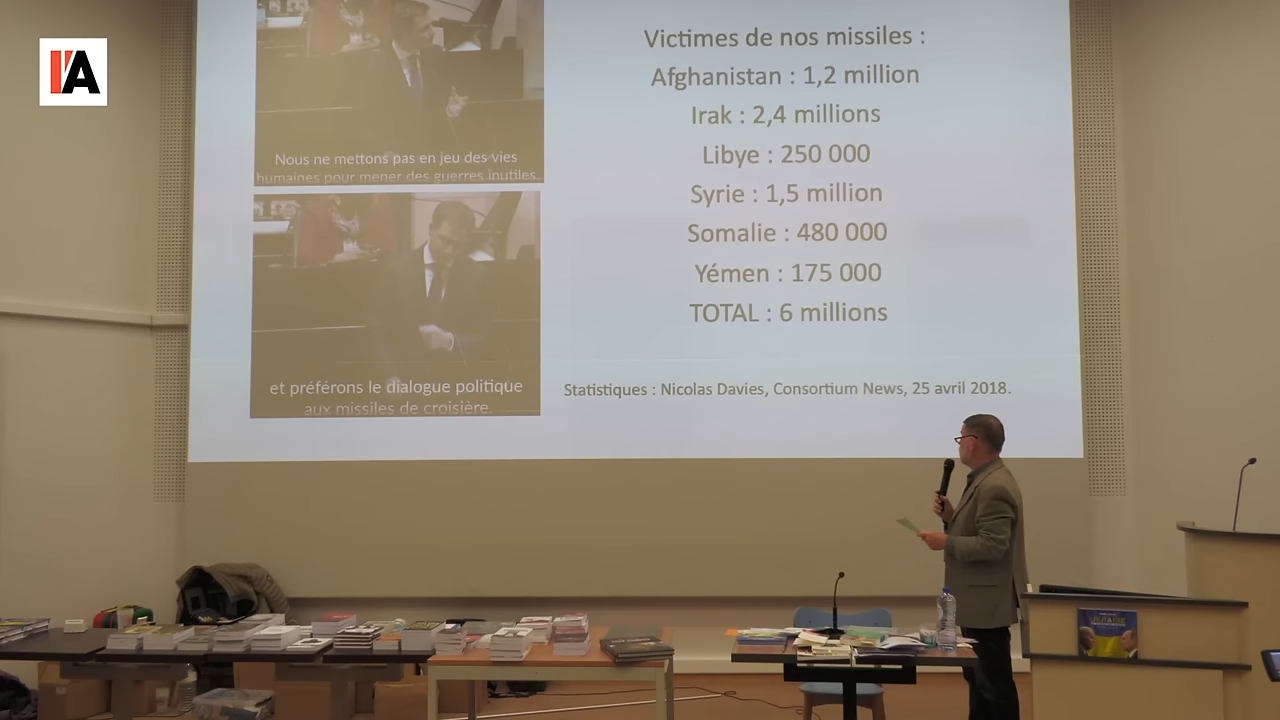 l'A
Victimes de nos missiles :
Afghanistan : 1,2 million
Irak : 2,4 millions
Libye : 250 000
Syrie : 1,5 million
Somalie : 480 000
Yémen : 175 000
TOTAL : 6 millions
Statistiques : Nicolas Davies, Consortium News, 25 avril 2018.
Nous ne mettons pas en jeu des vies
humaines pour mener des guerres inutiles.
et préférons le dialogue politique
aux missiles de croisière.